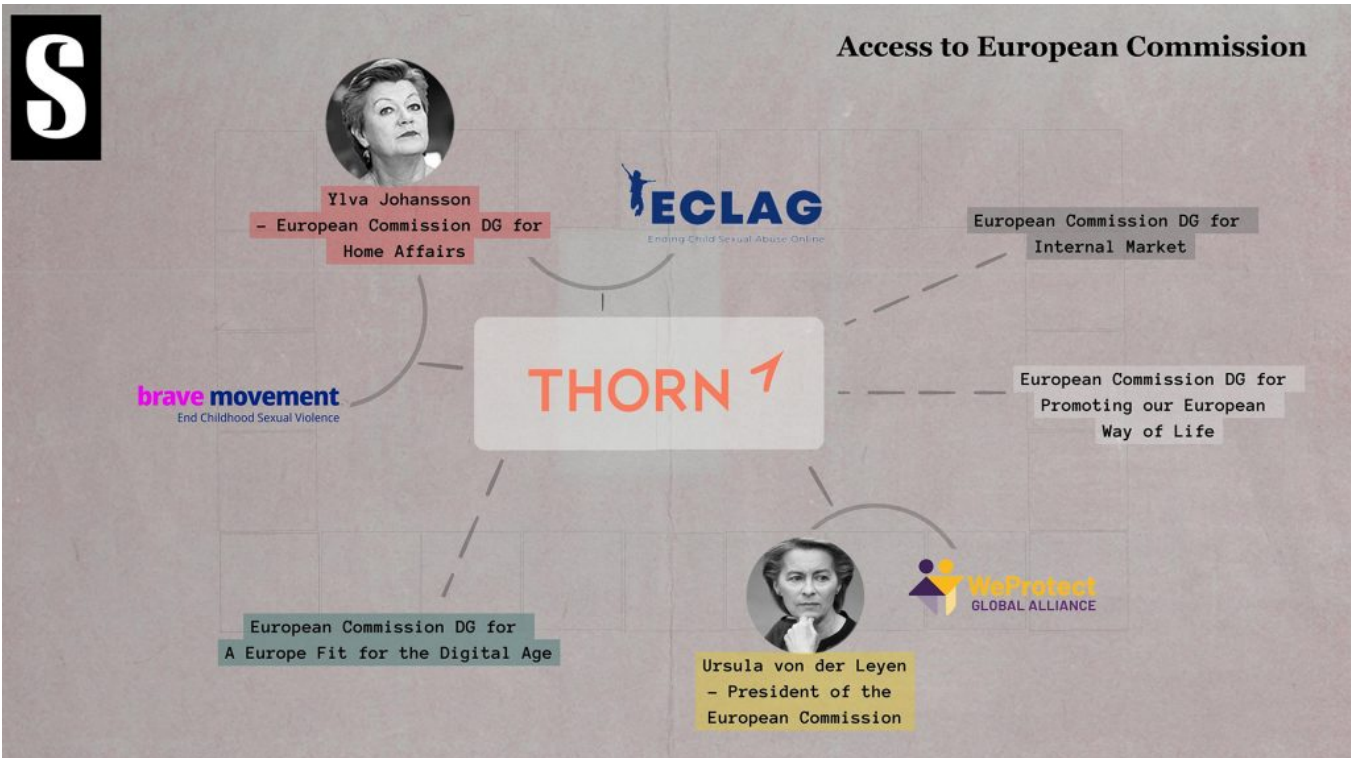 S
Access to European Commission
Ylva Johansson
– European Commission DG for
Home Affairs
ECLAG
Ending Child Sexual Abuse Online
European Commission DG for
Internal Market
THORN
brave movement
End Childhood Sexual Violence
European Commission DG for
Promoting our European
Way of Life
WeProtect
GLOBAL ALLIANCE
European Commission DG for
A Europe Fit for the Digital Age
Ursula von der Leyen
– President of the
European Commission